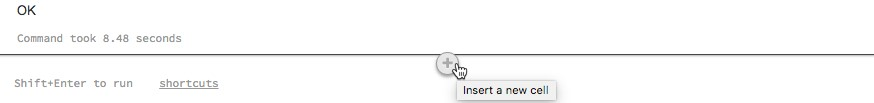 OK
Command took 8.48 seconds
Shift+Enter to run shortcuts
Insert a new cell